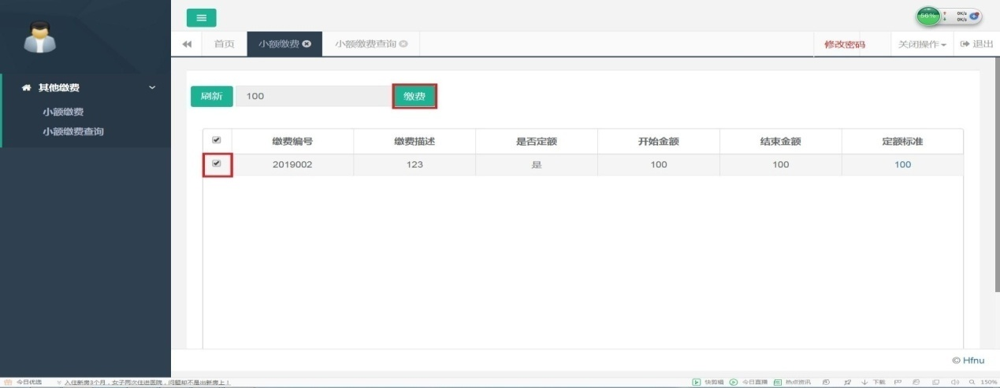 56% 0K/s
0K/s
首页 小额缴费 小额缴费查询 修改密码 关闭操作 退出
其他缴费
小额缴费
小额缴费查询
刷新 100 缴费
缴费编号 缴费描述 是否定额 开始金额 结束金额 定额标准
2019002 123 是 100 100 100
© Hfnu
今日优选 入住新房3个月,女子两次住进医院,问题却不是出新房上! 快剪辑 今日直播 热点资讯 下载 150%